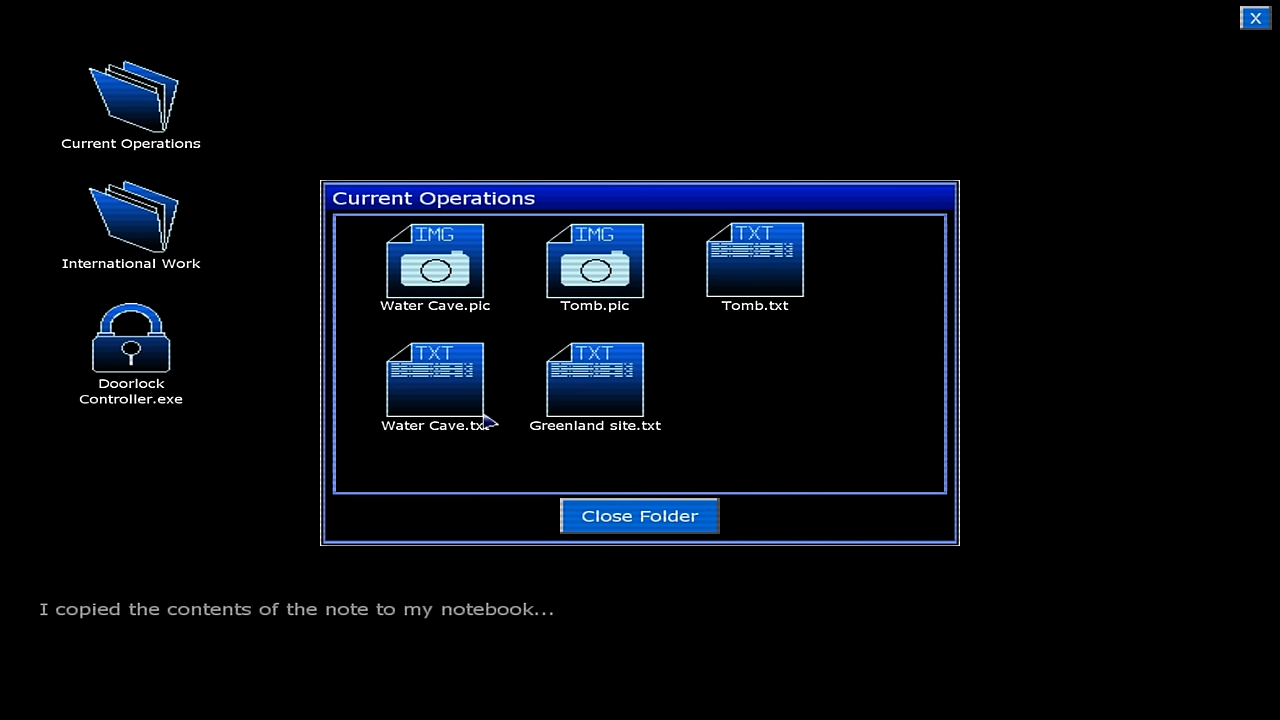 X
Current Operations
International Work
Doorlock
Controller.exe
Current Operations
IMG
IMG
TXT
Water Cave.pic
Tomb.pic
Tomb.txt
TXT
TXT
Water Cave.txt
Greenland site.txt
Close Folder
I copied the contents of the note to my notebook...